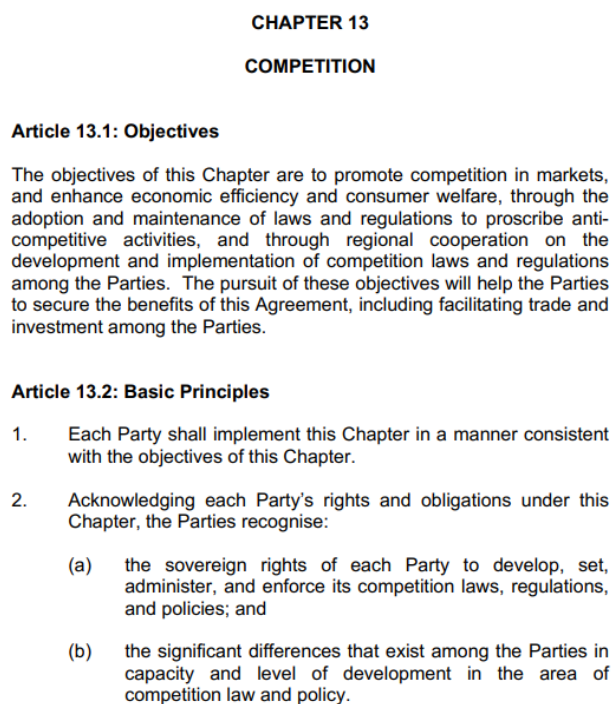 CHAPTER 13
COMPETITION
Article 13.1: Objectives
The objectives of this Chapter are to promote competition in markets,
and enhance economic efficiency and consumer welfare, through the
adoption and maintenance of laws and regulations to proscribe anti-
competitive activities, and through regional cooperation on the
development and implementation of competition laws and regulations
among the Parties. The pursuit of these objectives will help the Parties
to secure the benefits of this Agreement, including facilitating trade and
investment among the Parties.
Article 13.2: Basic Principles
1. Each Party shall implement this Chapter in a manner consistent
with the objectives of this Chapter.
2. Acknowledging each Party's rights and obligations under this
Chapter, the Parties recognise:
(a) the sovereign rights of each Party to develop, set,
administer, and enforce its competition laws, regulations,
and policies; and
(b) the significant differences that exist among the Parties in
capacity and level of development in the area of
competition law and policy.